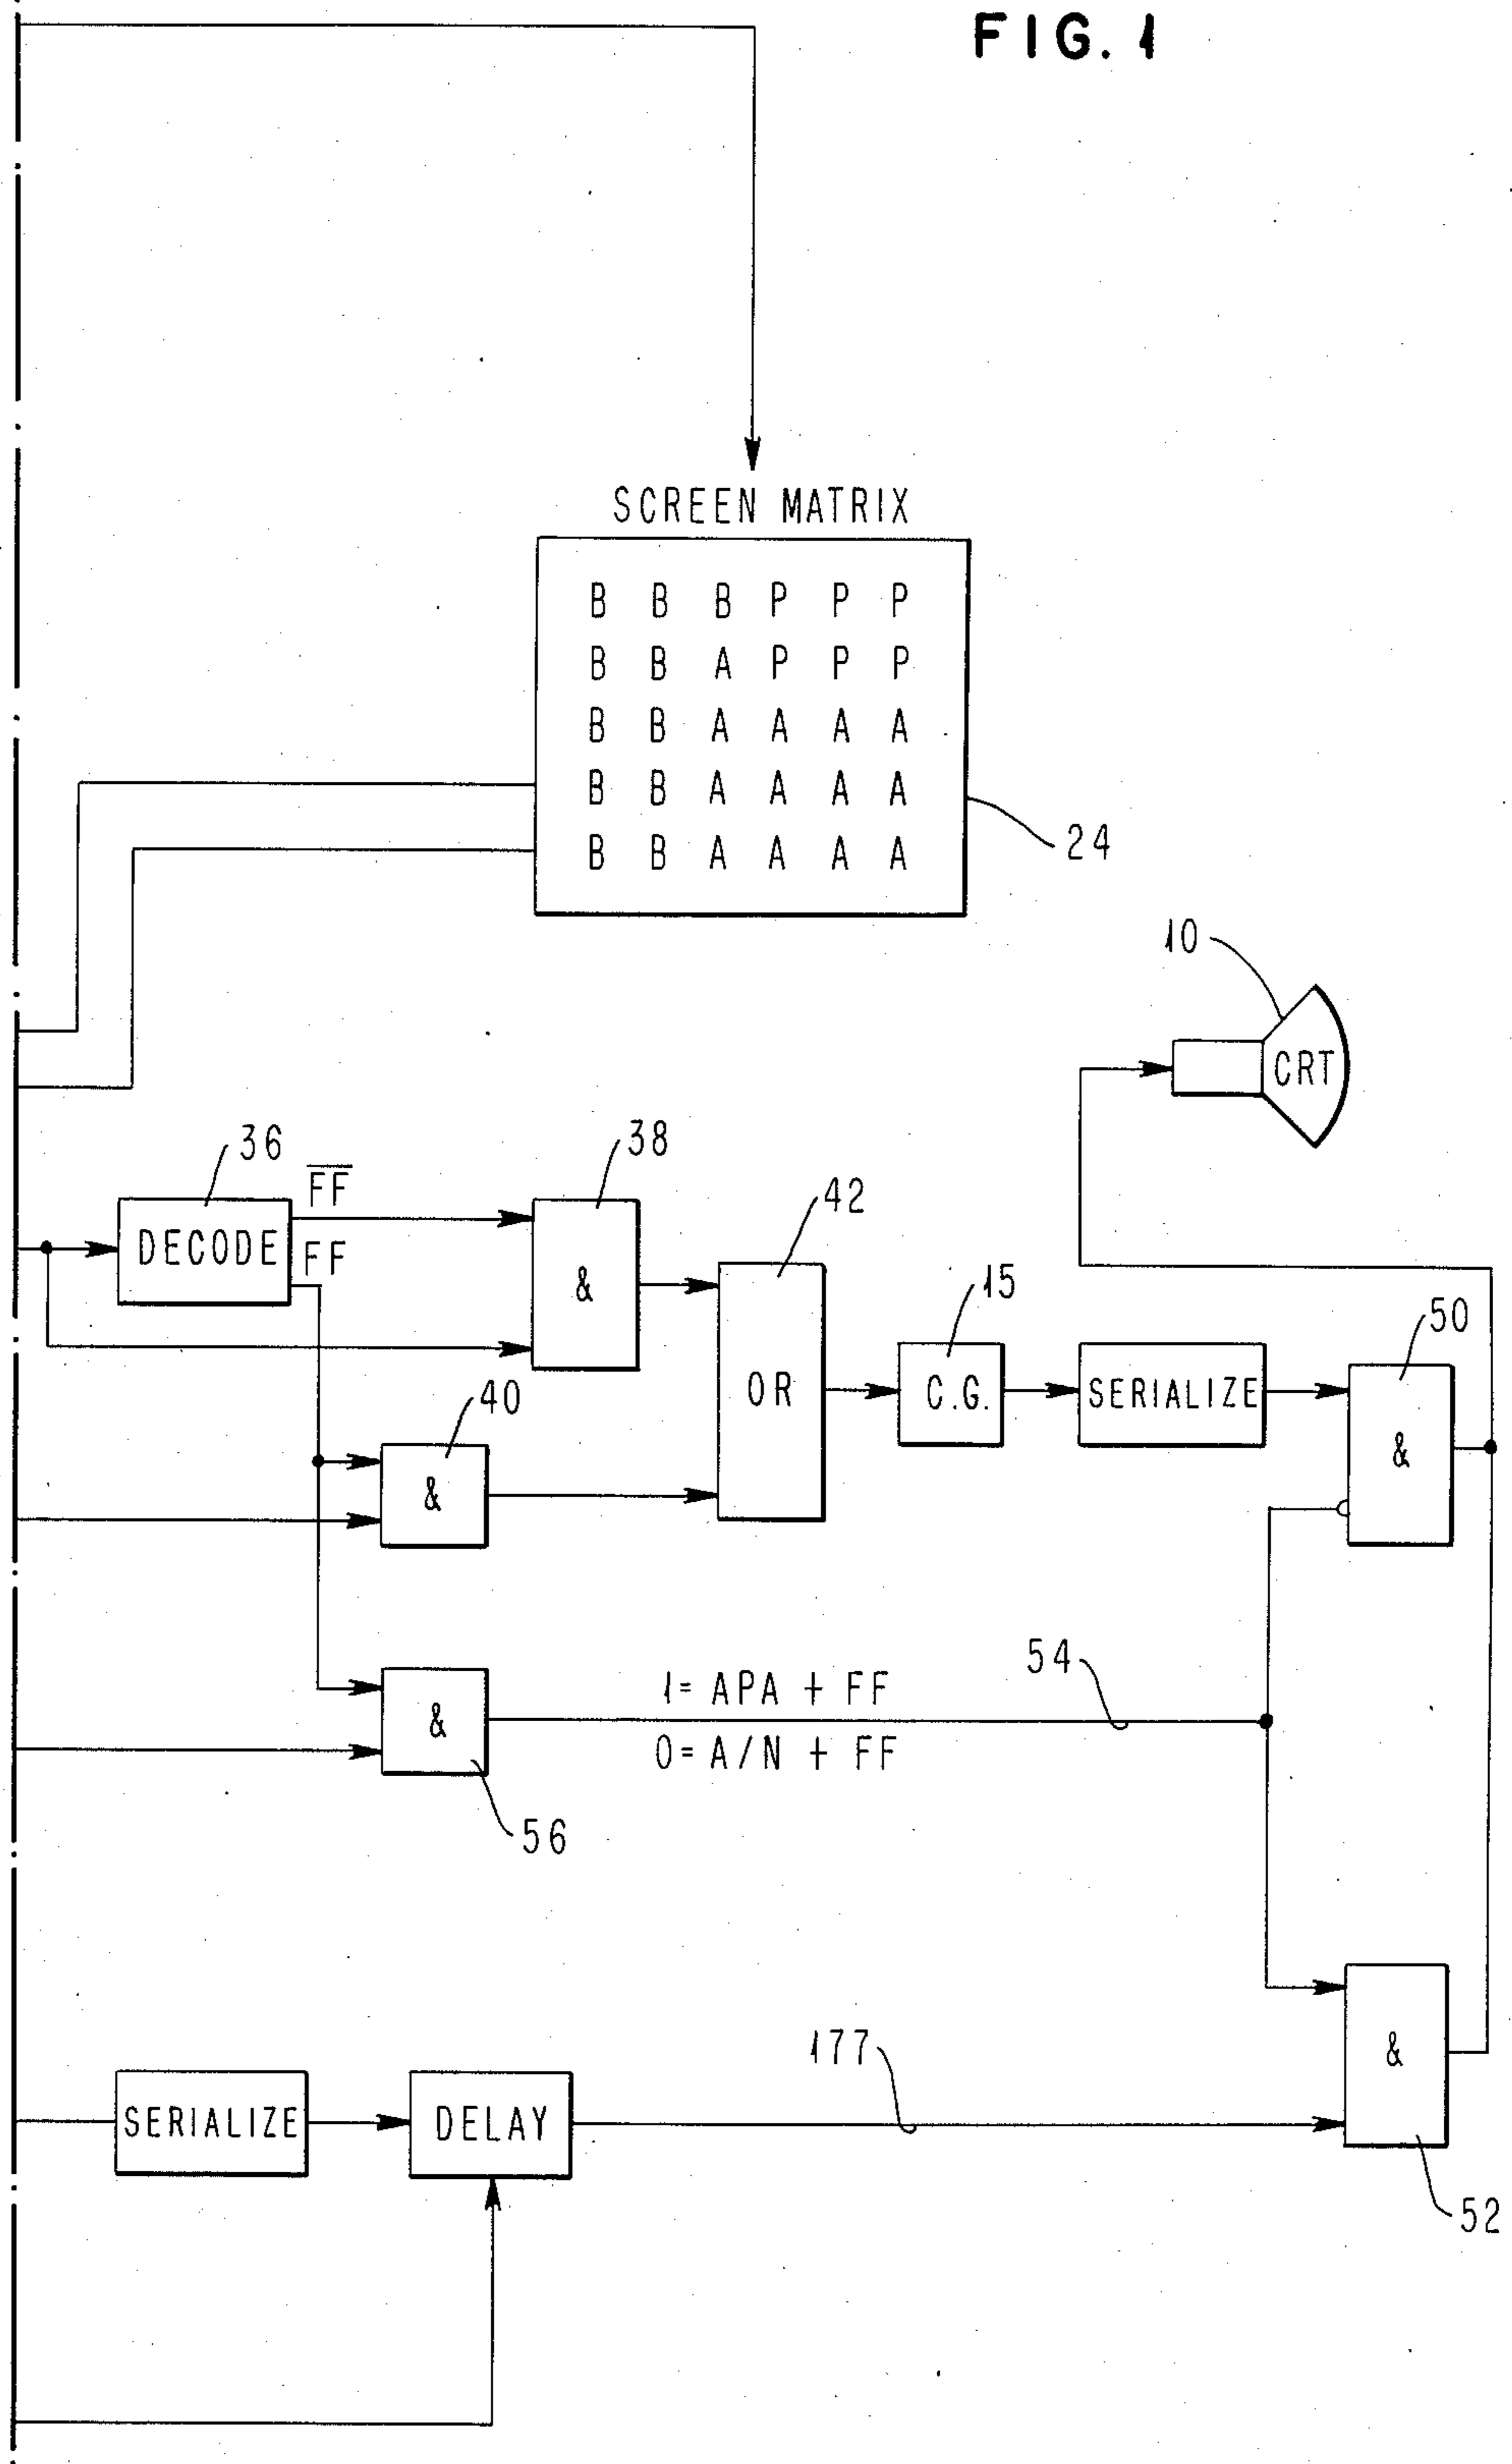 FIG. 1
SCREEN MATRIX
B B B P P P
B B A P P P
B B A A A A
B B A A A A
B B A A A A
24
10
CRT
36
F̅F̅
38
42
DECODE
FF
&
15
50
OR
C.G.
SERIALIZE
40
&
&
54
1= APA + FF
&
0= A/N + FF
56
177
&
SERIALIZE
DELAY
52